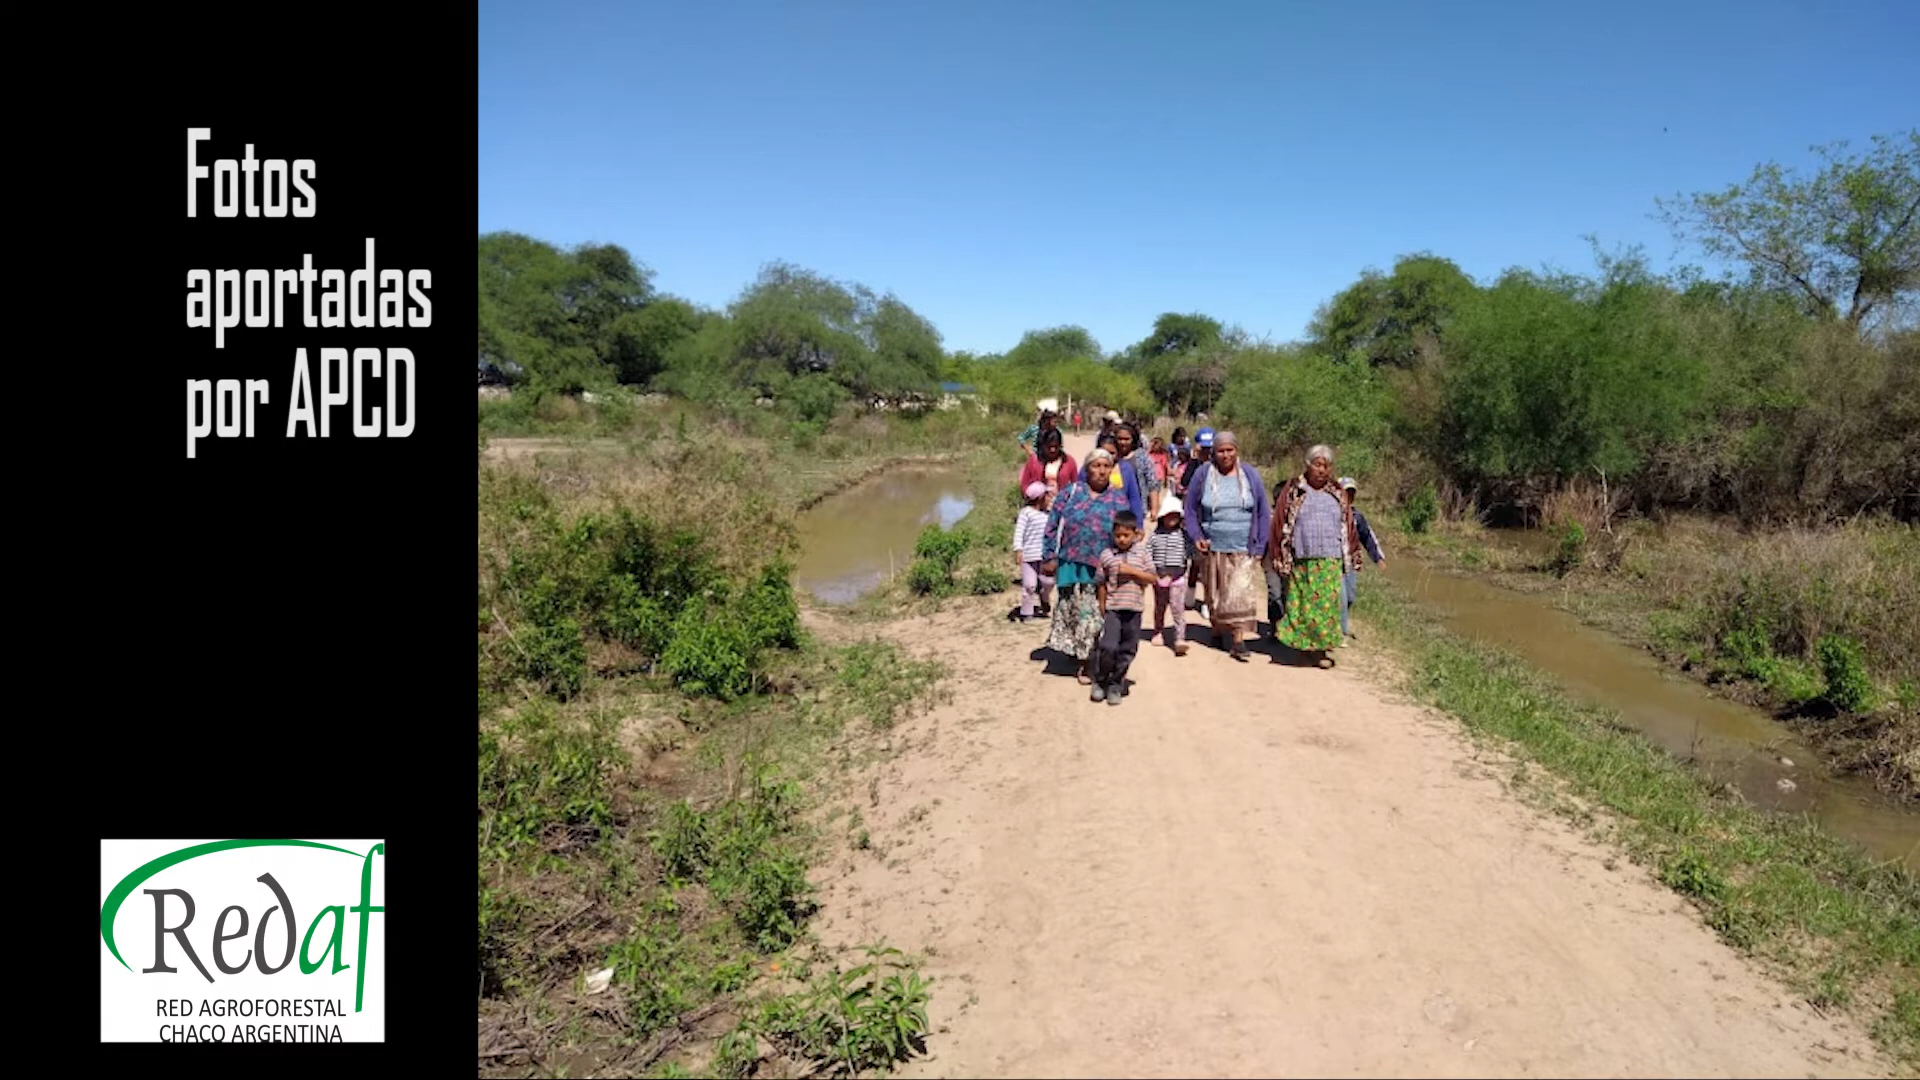 Fotos
aportadas
por APCD
Redaf
RED AGROFORESTAL
CHACO ARGENTINA